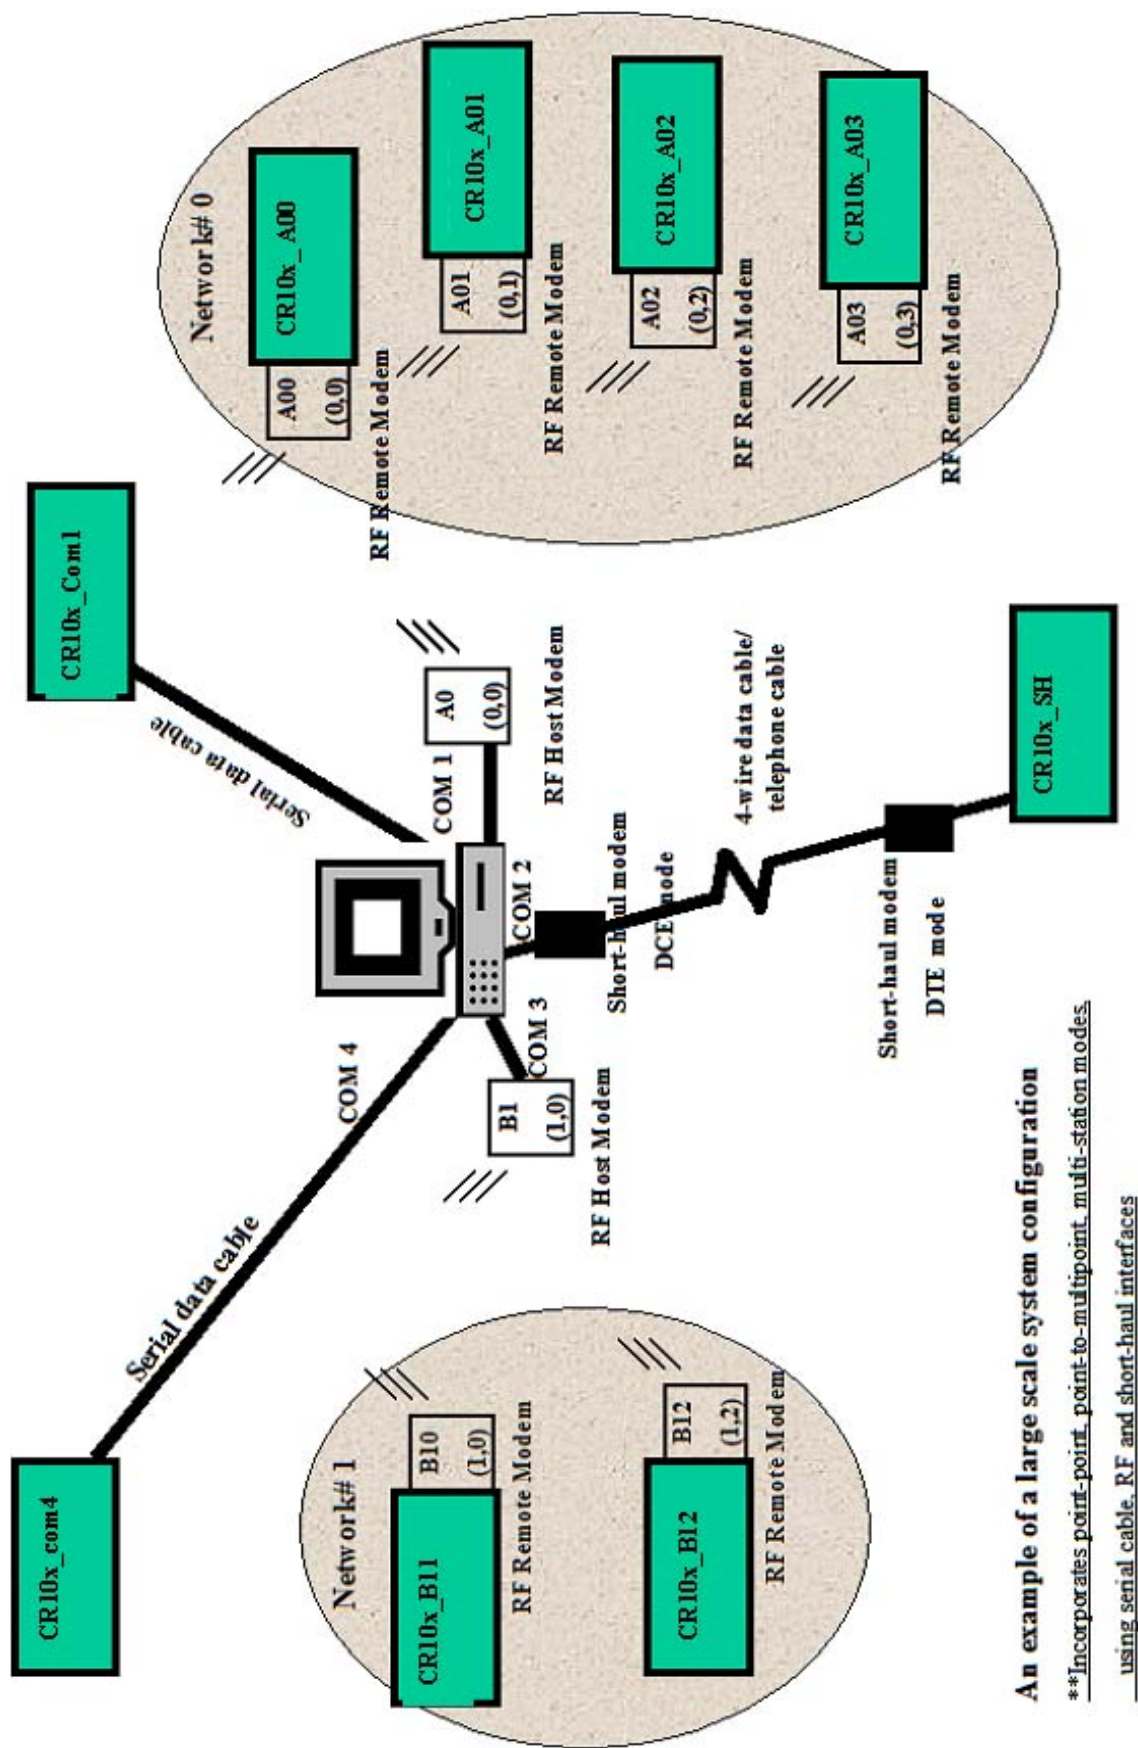 CR10x_com4
Serial data cable
COM 4
Serial data cable
CR10x_Com1
Network# 1
CR10x_B11
B10
(1,0)
RF Remote Modem
CR10x_B12
B12
(1,2)
RF Remote Modem
B1
(1,0)
RF Host Modem
COM 3
COM 2
COM 1
A0
(0,0)
RF Host Modem
Short-haul modem
DCE mode
4-wire data cable/
telephone cable
Short-haul modem
DTE mode
CR10x_SH
Network# 0
A00
(0,0)
CR10x_ A00
RF Remote Modem
A01
(0,1)
CR10x_A01
RF Remote Modem
A02
(0,2)
CR10x_A02
RF Remote Modem
A03
(0,3)
CR10x_A03
RF Remote Modem
An example of a large scale system configuration
**Incorporates point-point, point-to-multipoint, multi-station modes,
using serial cable, RF and short-haul interfaces